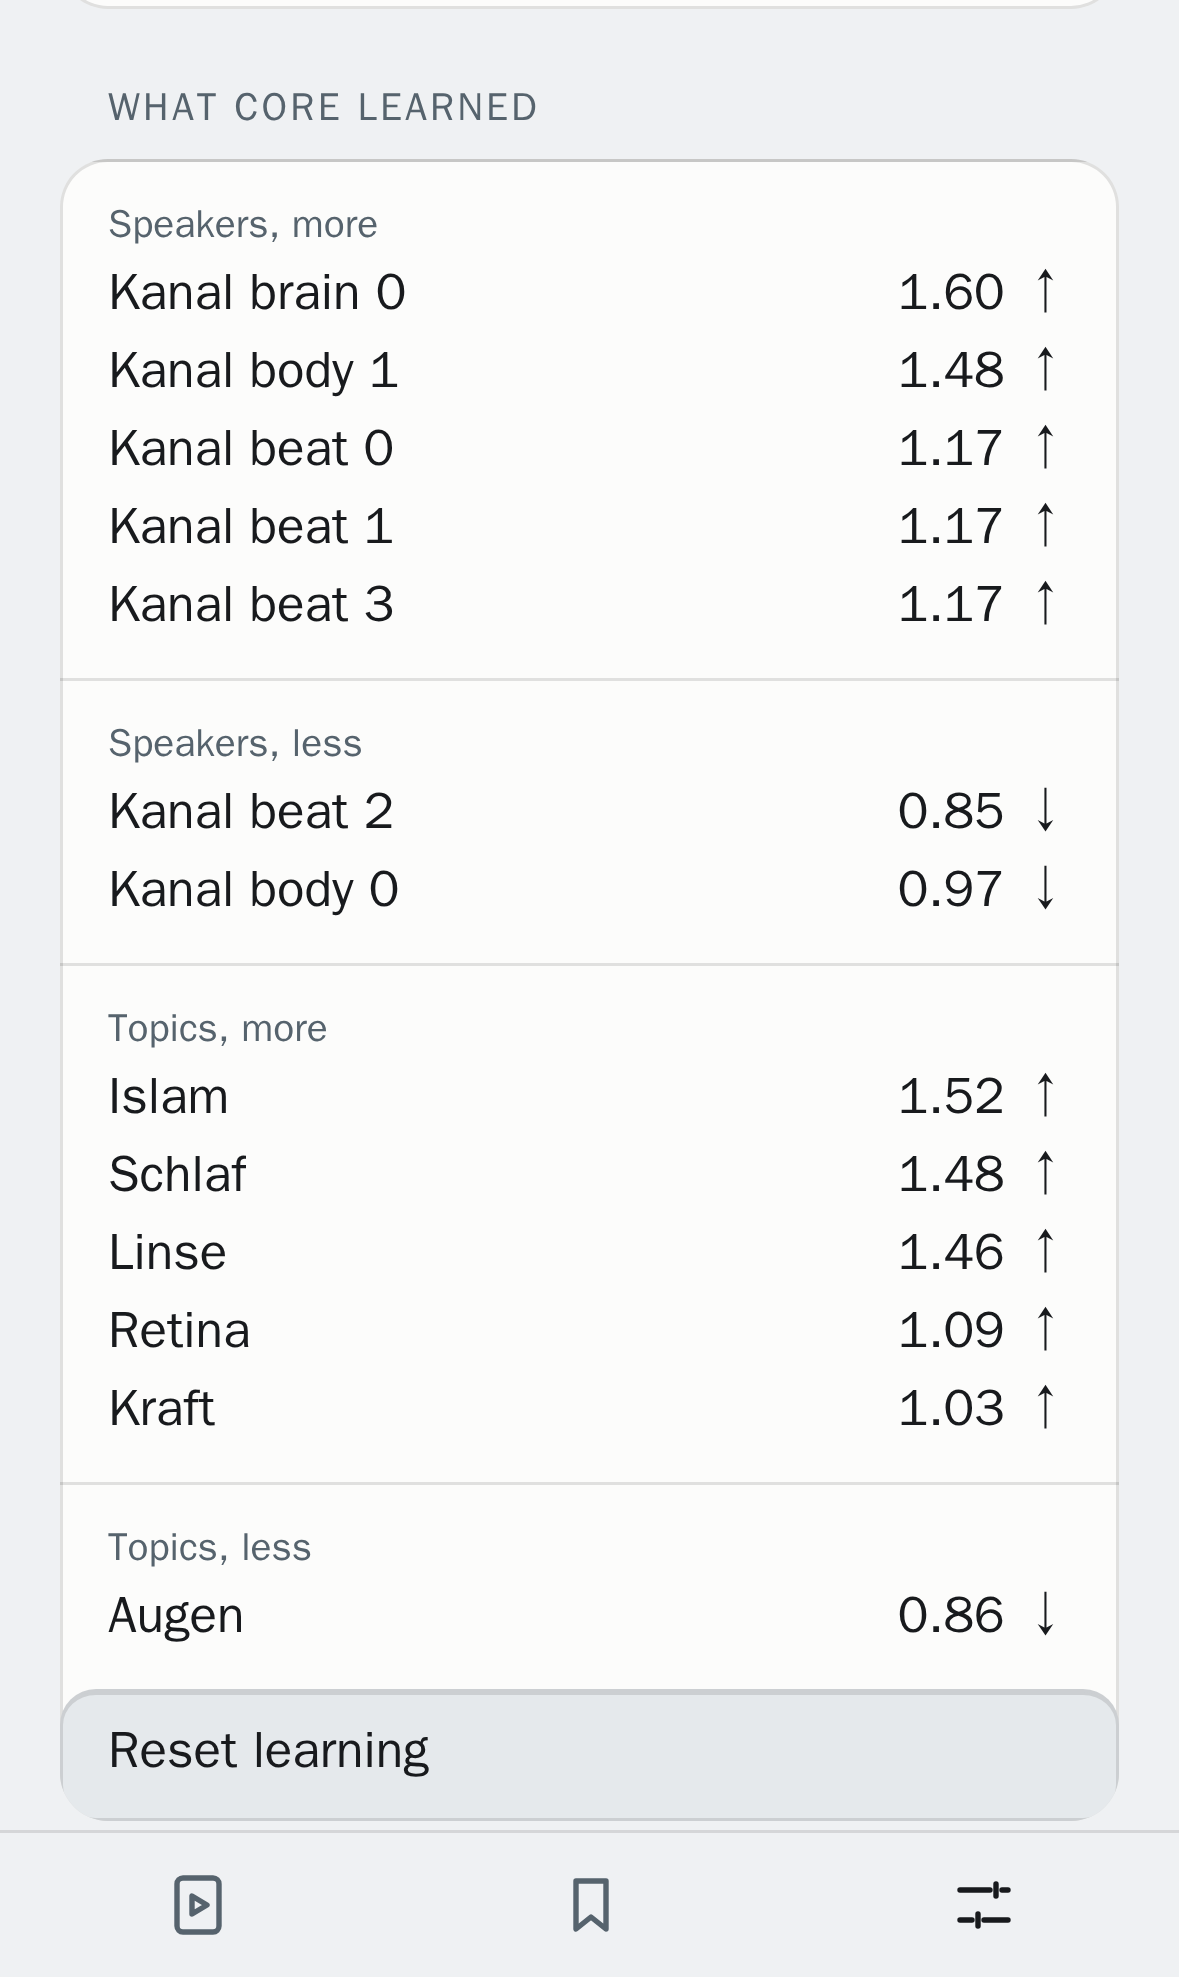 WHAT CORE LEARNED
Speakers, more
Kanal brain 0 1.60 ↑
Kanal body 1 1.48 ↑
Kanal beat 0 1.17 ↑
Kanal beat 1 1.17 ↑
Kanal beat 3 1.17 ↑
Speakers, less
Kanal beat 2 0.85 ↓
Kanal body 0 0.97 ↓
Topics, more
Islam 1.52 ↑
Schlaf 1.48 ↑
Linse 1.46 ↑
Retina 1.09 ↑
Kraft 1.03 ↑
Topics, less
Augen 0.86 ↓
Reset learning